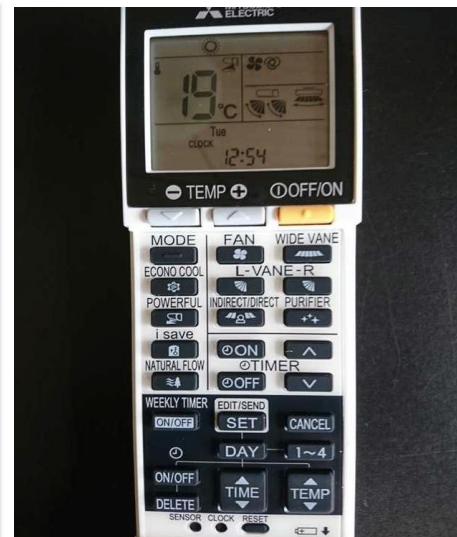 MITSUBISHI
ELECTRIC
19°C
Tue
CLOCK
12:54
TEMP OFF/ON
MODE FAN WIDE VANE
ECONO COOL L-VANE-R
POWERFUL INDIRECT/DIRECT PURIFIER
i save
ON
NATURAL FLOW TIMER
OFF
WEEKLY TIMER EDIT/SEND
ON/OFF SET CANCEL
DAY 1~4
ON/OFF TIME TEMP
DELETE
SENSOR CLOCK RESET